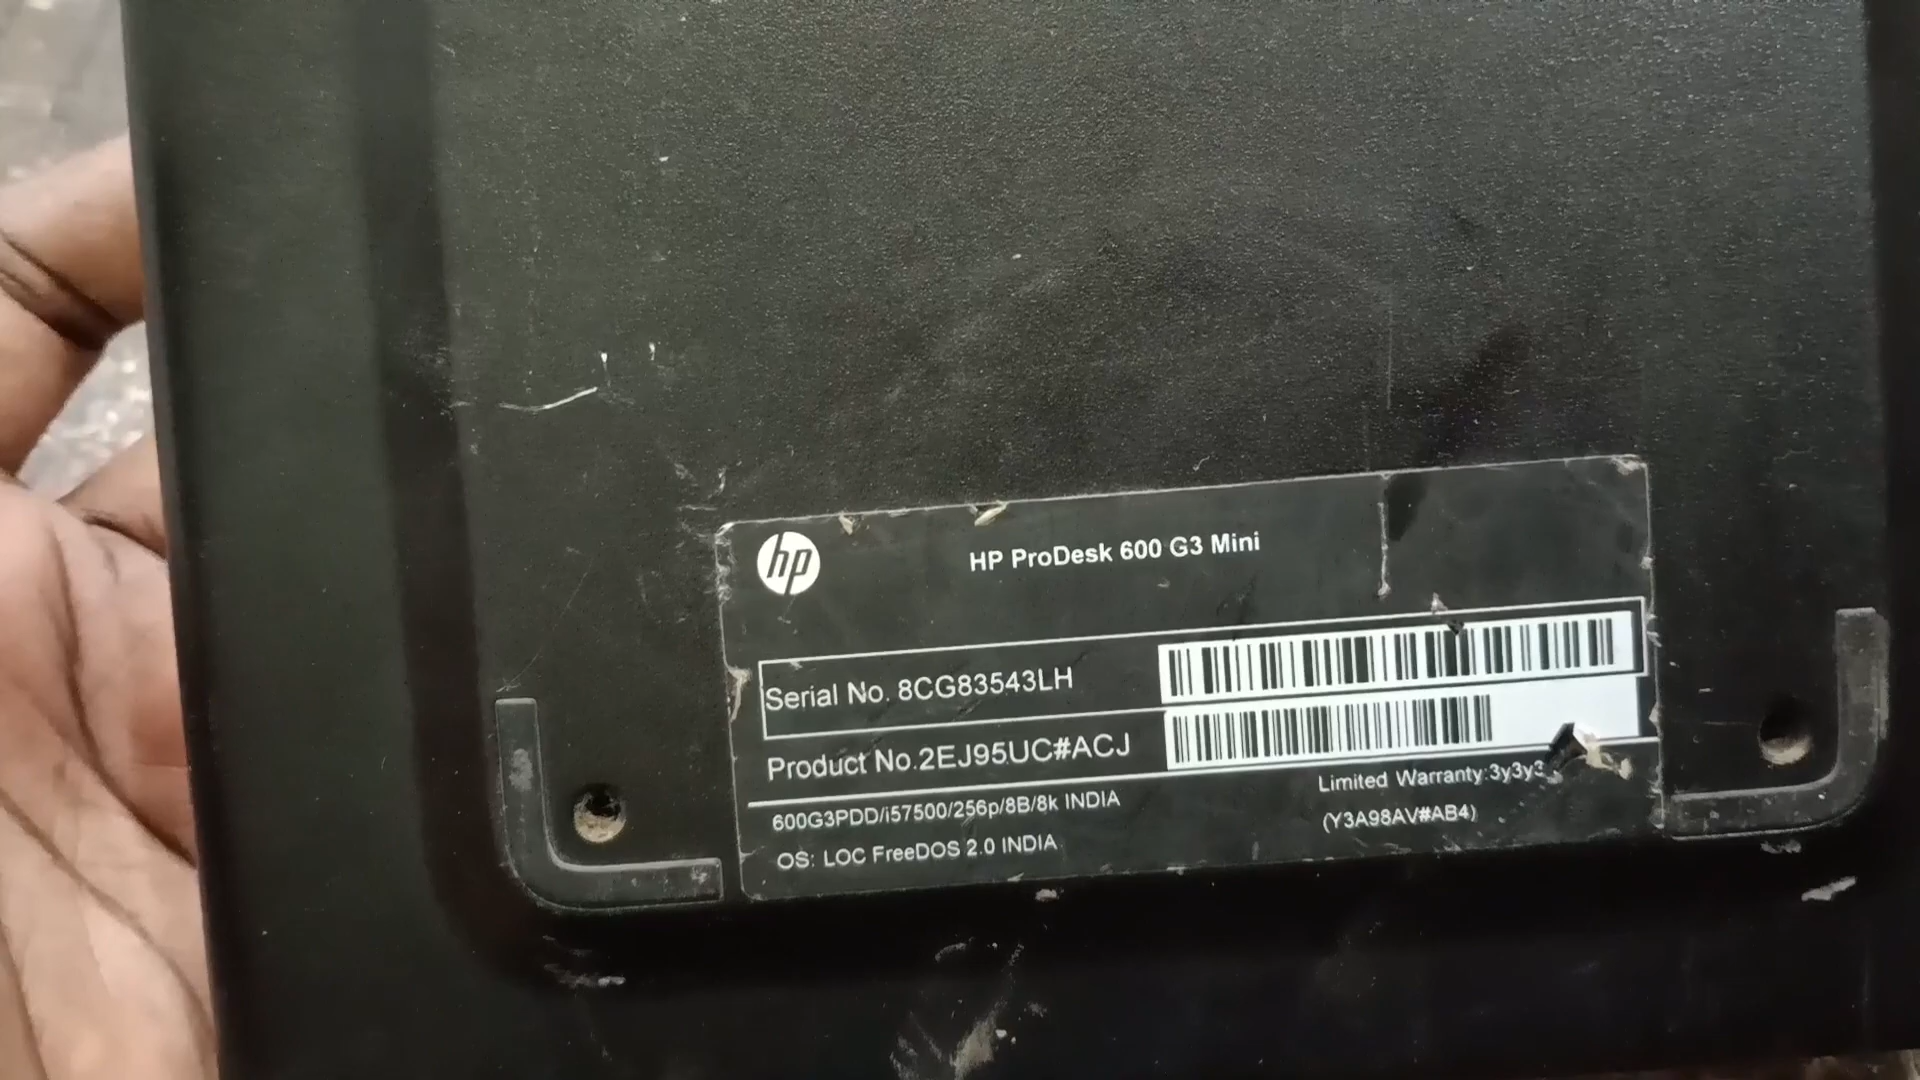 hp
HP ProDesk 600 G3 Mini
Serial No. 8CG83543LH
Product No.2EJ95UC#ACJ
600G3PDD/i57500/256p/8B/8k INDIA
Limited Warranty:3y3y3
OS: LOC FreeDOS 2.0 INDIA
(Y3A98AV#AB4)